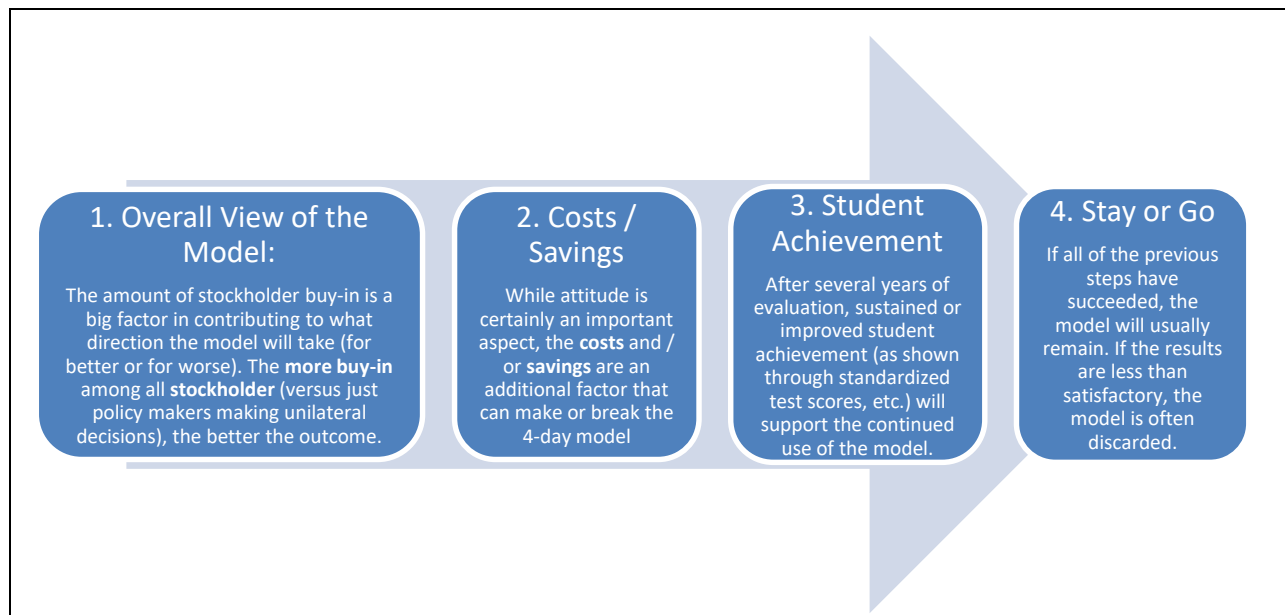 1. Overall View of the
Model:
The amount of stockholder buy-in is a
big factor in contributing to what
direction the model will take (for
better or for worse). The more buy-in
among all stockholder (versus just
policy makers making unilateral
decisions), the better the outcome.
2. Costs /
Savings
While attitude is
certainly an important
aspect, the costs and /
or savings are an
additional factor that
can make or break the
4-day model
3. Student
Achievement
After several years of
evaluation, sustained or
improved student
achievement (as shown
through standardized
test scores, etc.) will
support the continued
use of the model.
4. Stay or Go
If all of the previous
steps have
succeeded, the
model will usually
remain. If the results
are less than
satisfactory, the
model is often
discarded.